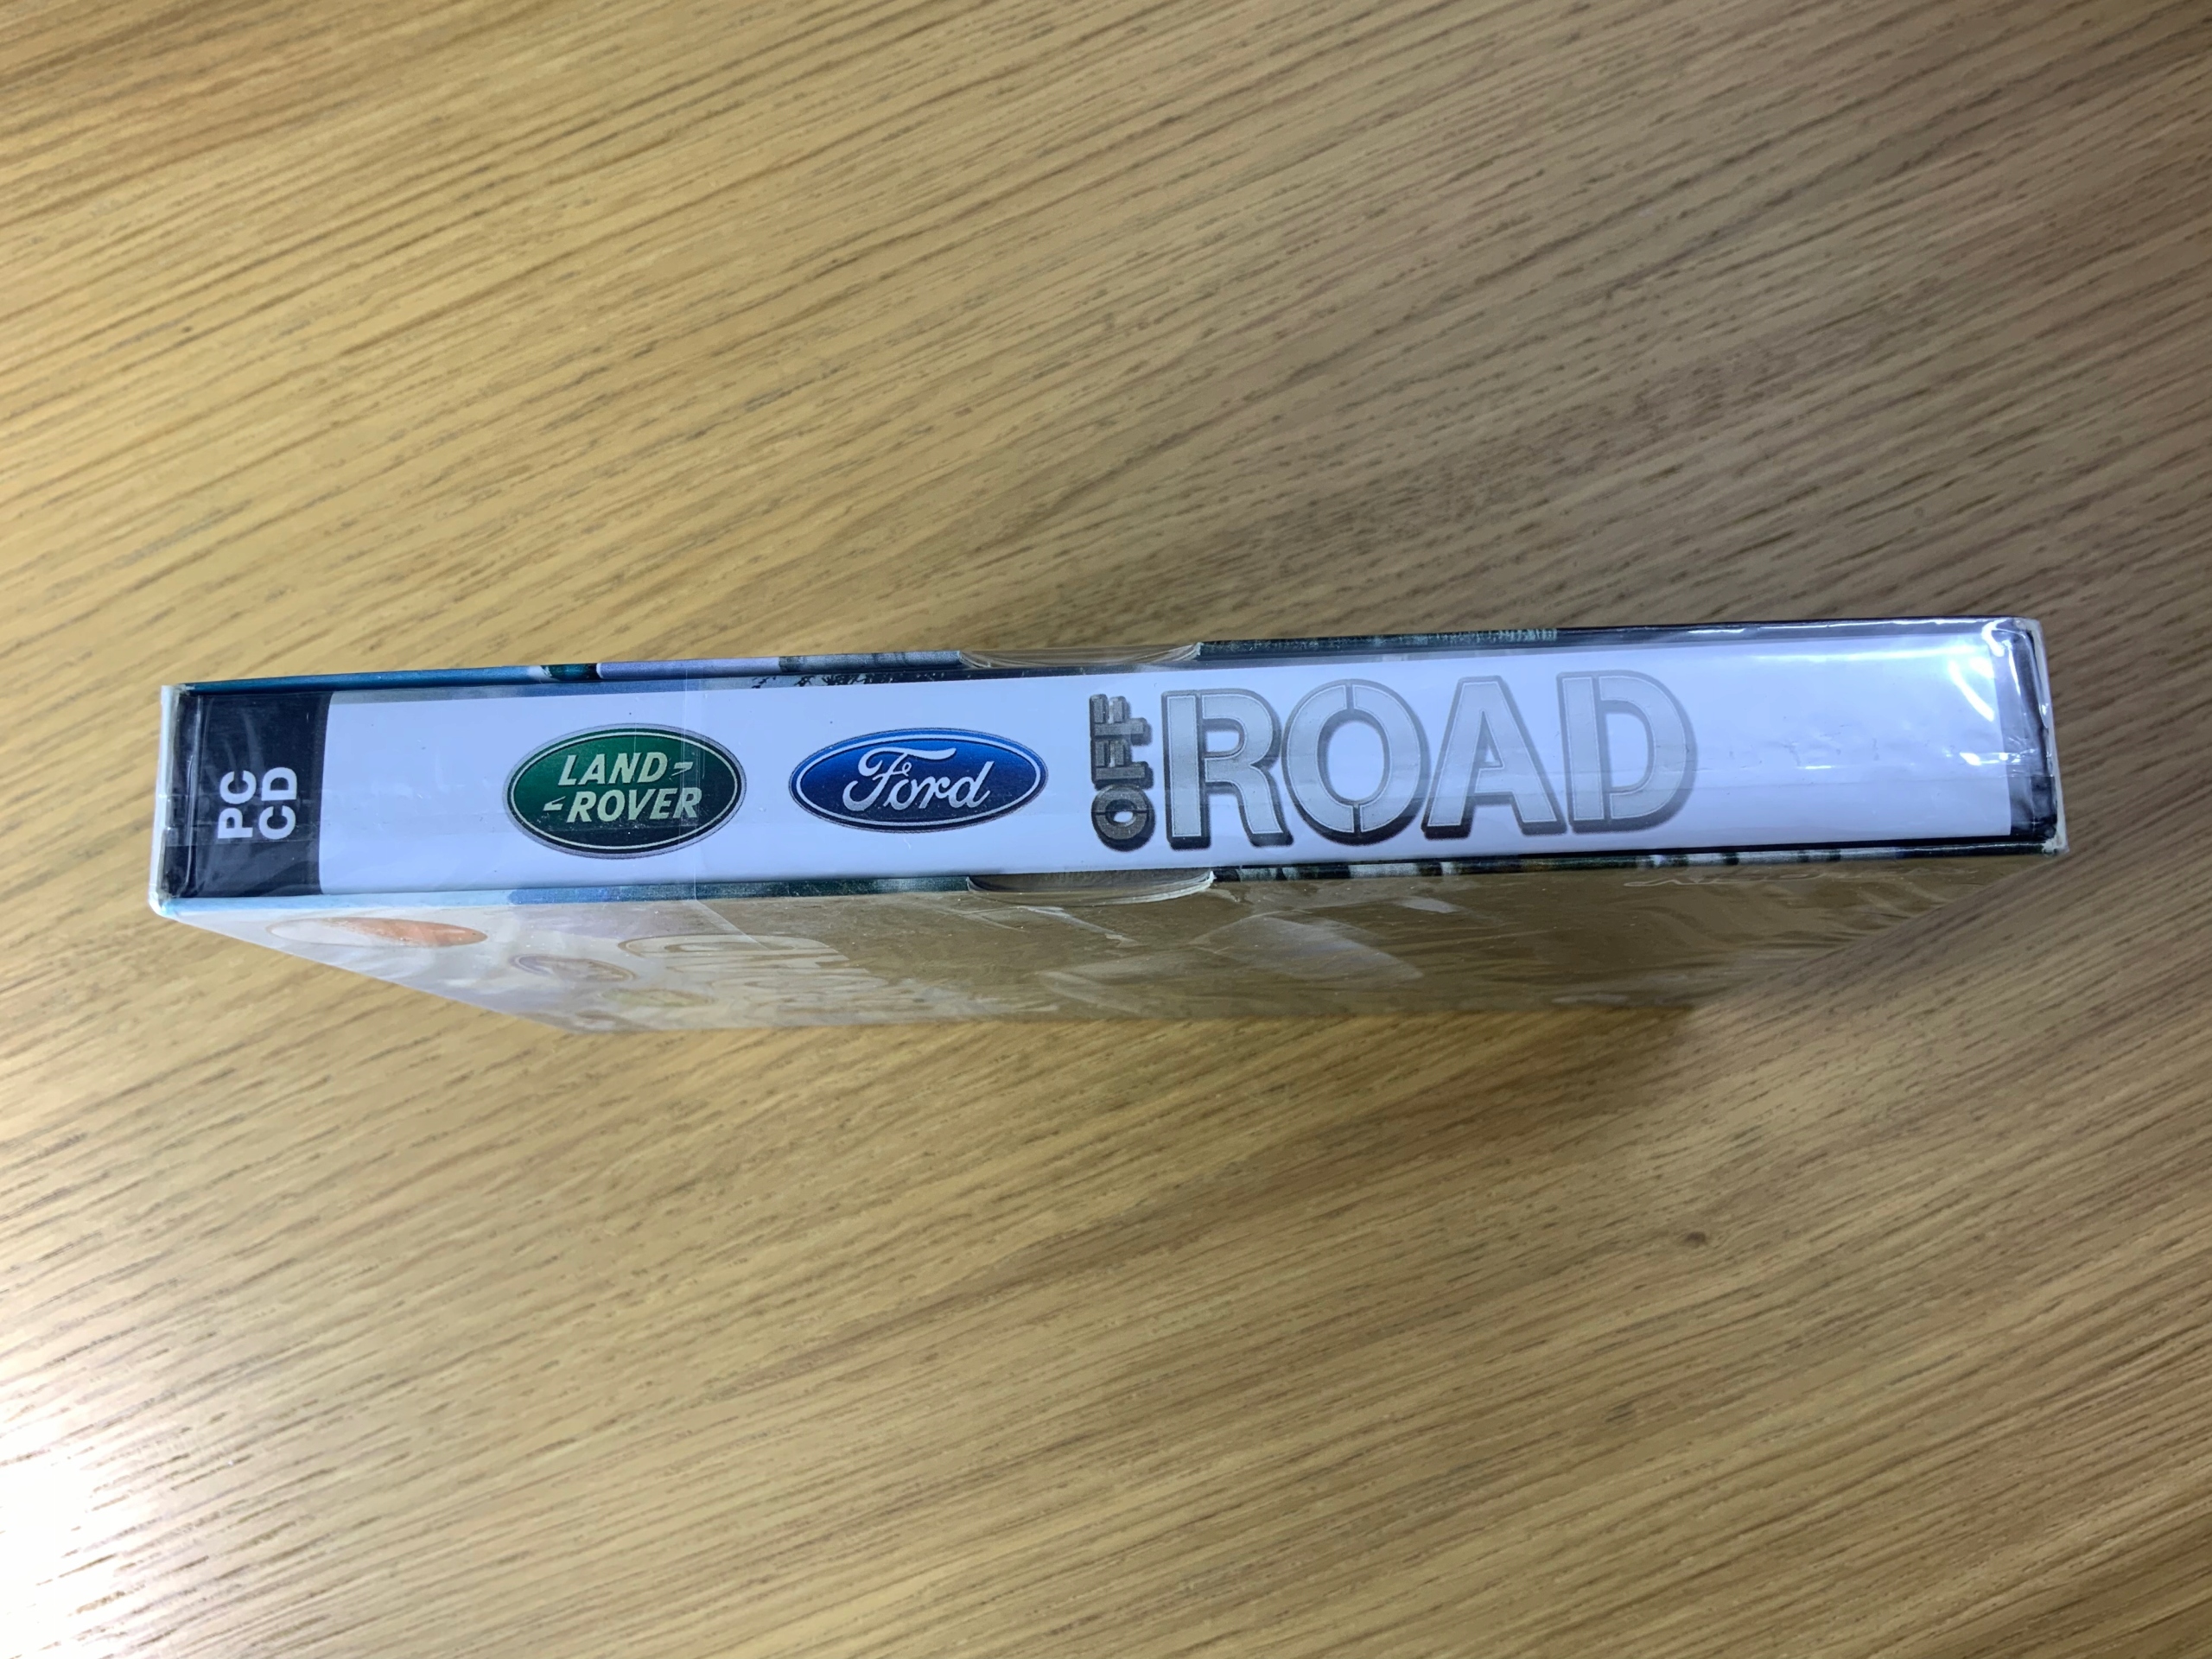 PC
CD
LAND-
-ROVER
Ford
OFF
ROAD